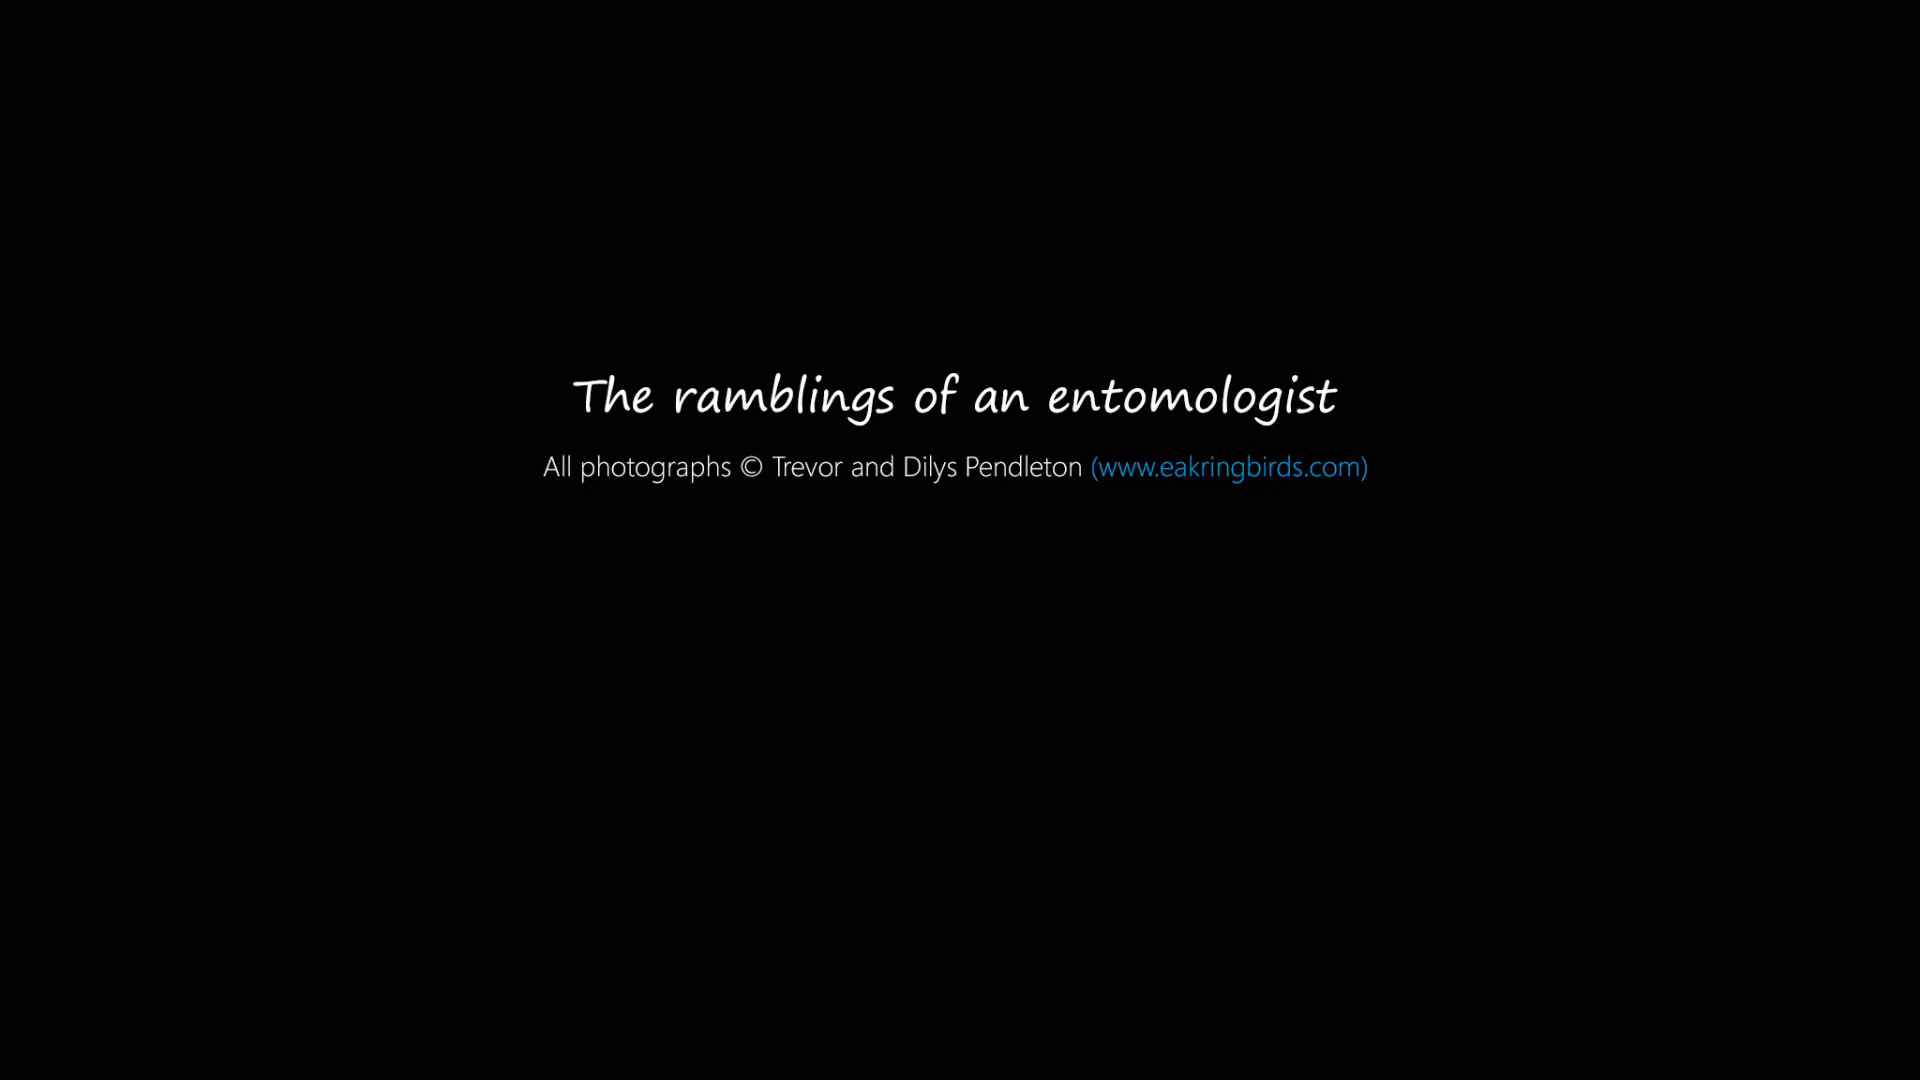 The ramblings of an entomologist
All photographs © Trevor and Dilys Pendleton (www.eakringbirds.com)